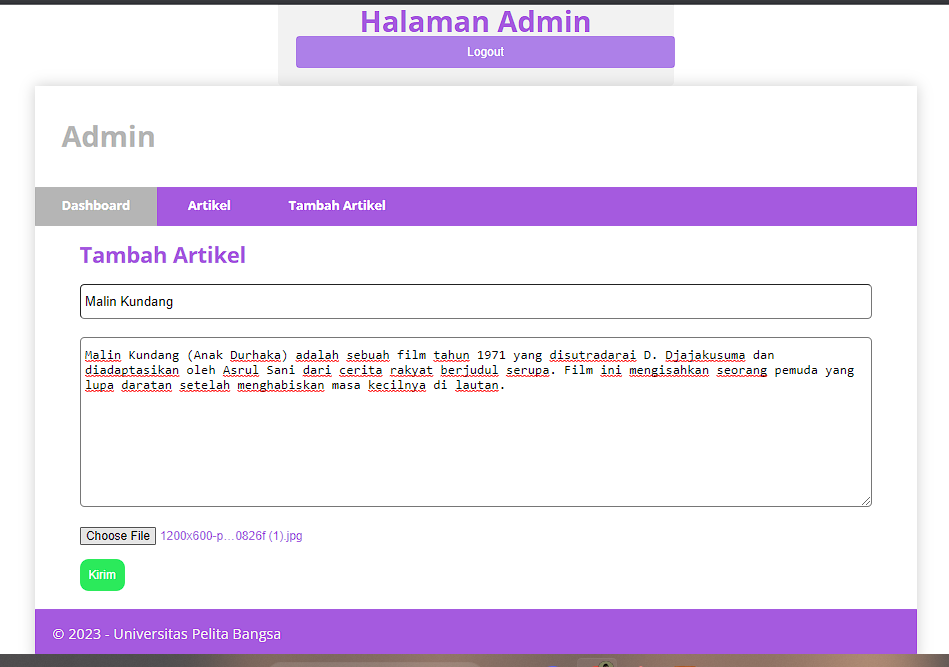 Halaman Admin
Logout
Admin
Dashboard Artikel Tambah Artikel
Tambah Artikel
Malin Kundang
Malin Kundang (Anak Durhaka) adalah sebuah film tahun 1971 yang disutradarai D. Djajakusuma dan
diadaptasikan oleh Asrul Sani dari cerita rakyat berjudul serupa. Film ini mengisahkan seorang pemuda yang
lupa daratan setelah menghabiskan masa kecilnya di lautan.
Choose File 1200x600-p...0826f (1).jpg
Kirim
© 2023 - Universitas Pelita Bangsa